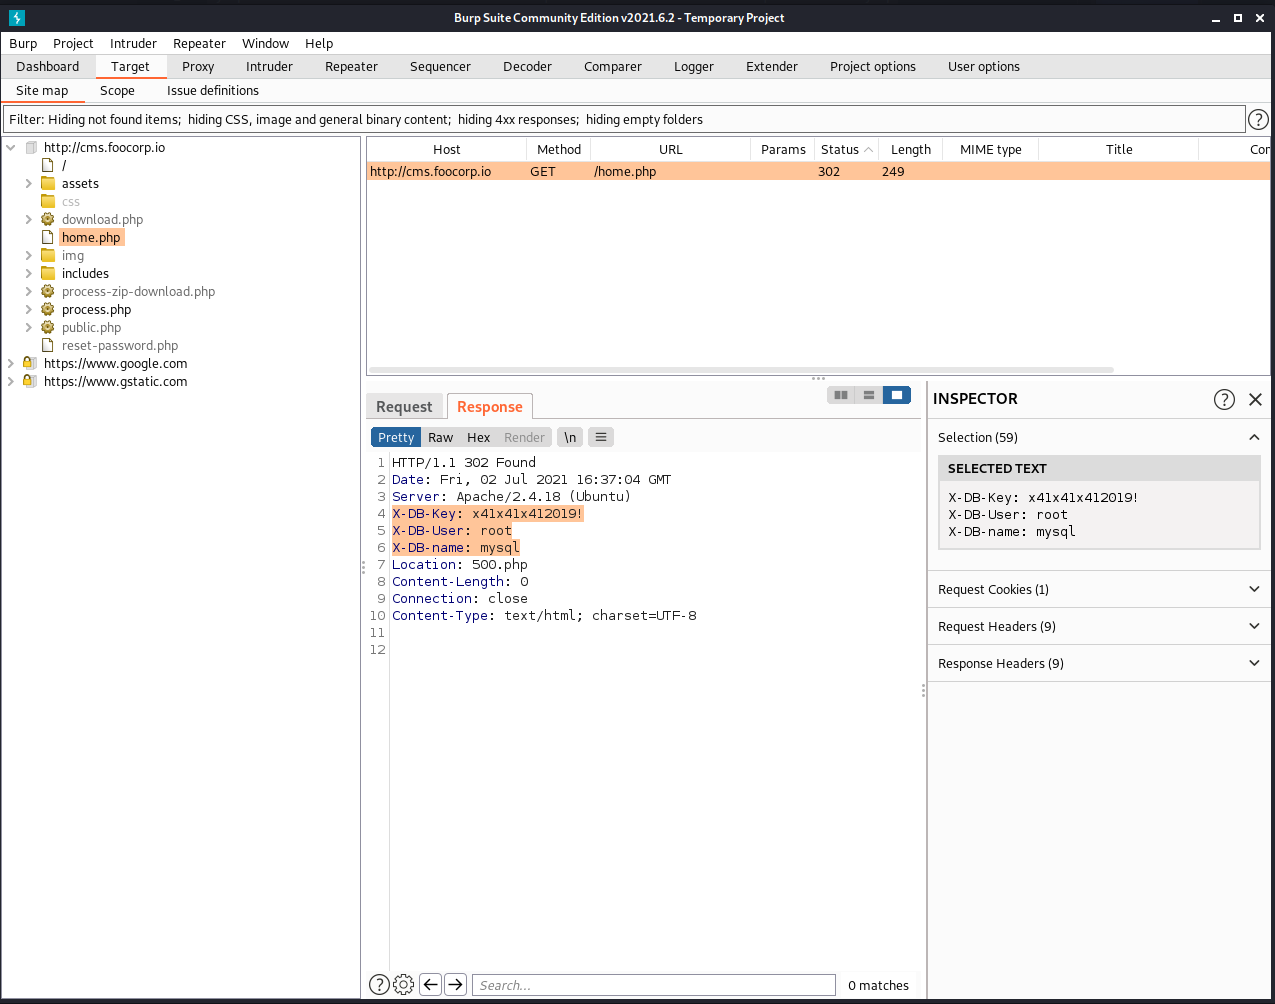 Burp Suite Community Edition v2021.6.2 - Temporary Project
Burp Project Intruder Repeater Window Help
Dashboard Target Proxy Intruder Repeater Sequencer Decoder Comparer Logger Extender Project options User options
Site map Scope Issue definitions
Filter: Hiding not found items; hiding CSS, image and general binary content; hiding 4xx responses; hiding empty folders
?
http://cms.foocorp.io
/
assets
css
download.php
home.php
img
includes
process-zip-download.php
process.php
public.php
reset-password.php
https://www.google.com
https://www.gstatic.com
Host Method URL Params Status Length MIME type Title Cor
http://cms.foocorp.io GET /home.php 302 249
Request Response
Pretty Raw Hex Render \n
1 HTTP/1.1 302 Found
2 Date: Fri, 02 Jul 2021 16:37:04 GMT
3 Server: Apache/2.4.18 (Ubuntu)
4 X-DB-Key: x41x41x412019!
5 X-DB-User: root
6 X-DB-name: mysql
7 Location: 500.php
8 Content-Length: 0
9 Connection: close
10 Content-Type: text/html; charset=UTF-8
11
12
? Search... 0 matches
INSPECTOR ?
Selection (59)
SELECTED TEXT
X-DB-Key: x41x41x412019!
X-DB-User: root
X-DB-name: mysql
Request Cookies (1)
Request Headers (9)
Response Headers (9)